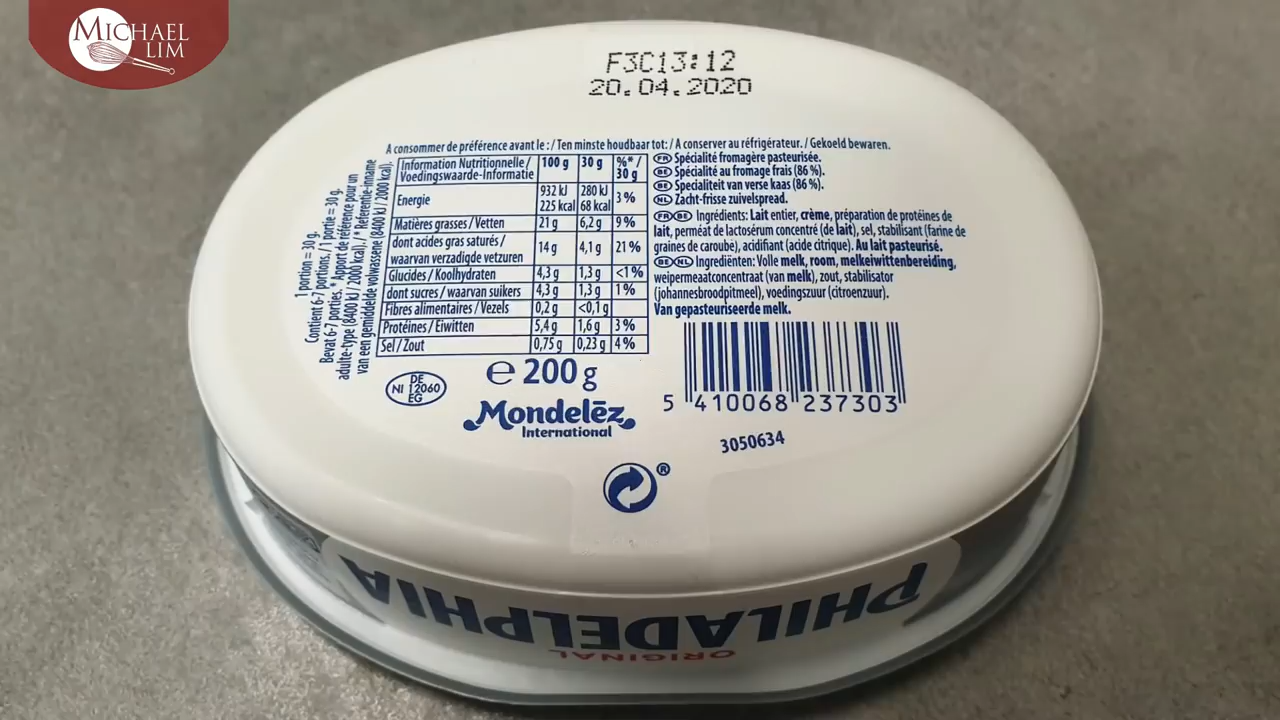 MICHAEL
LIM
F3C13:12
20.04.2020
A consommer de préférence avant le : / Ten minste houdbaar tot: / A conserver au réfrigérateur. / Gekoeld bewaren.
1 portion = 30 g.
Contient 6-7 portions. / 1 portie = 30 g.
Bevat 6-7 porties. * Apport de référence pour un
adulte-type (8400 kJ / 2000 kcal). / * Referentie-inname
van een gemiddelde volwassene (8400 kJ / 2000 kcal).
Information Nutritionnelle / Voedingswaarde-Informatie 100 g 30 g %* / 30 g
Energie 932 kJ 225 kcal 280 kJ 68 kcal 3 %
Matières grasses / Vetten 21 g 6,2 g 9 %
dont acides gras saturés / waarvan verzadigde vetzuren 14 g 4,1 g 21 %
Glucides / Koolhydraten 4,3 g 1,3 g <1 %
dont sucres / waarvan suikers 4,3 g 1,3 g 1 %
Fibres alimentaires / Vezels 0,2 g <0,1 g
Protéines / Eiwitten 5,4 g 1,6 g 3 %
Sel / Zout 0,75 g 0,23 g 4 %
FR Spécialité fromagère pasteurisée.
BE Spécialité au fromage frais (86 %).
BE Specialiteit van verse kaas (86 %).
NL Zacht-frisse zuivelspread.
FR BE Ingrédients: Lait entier, crème, préparation de protéines de
lait, perméat de lactosérum concentré (de lait), sel, stabilisant (farine de
graines de caroube), acidifiant (acide citrique). Au lait pasteurisé.
BE NL Ingrediënten: Volle melk, room, melkeiwittenbereiding,
weipermeaatconcentraat (van melk), zout, stabilisator
(johannesbroodpitmeel), voedingszuur (citroenzuur).
Van gepasteuriseerde melk.
DE
NI 12060
EG
e 200 g
Mondelēz
International
5 410068 237303
3050634
®
PHILADELPHIA
ORIGINAL